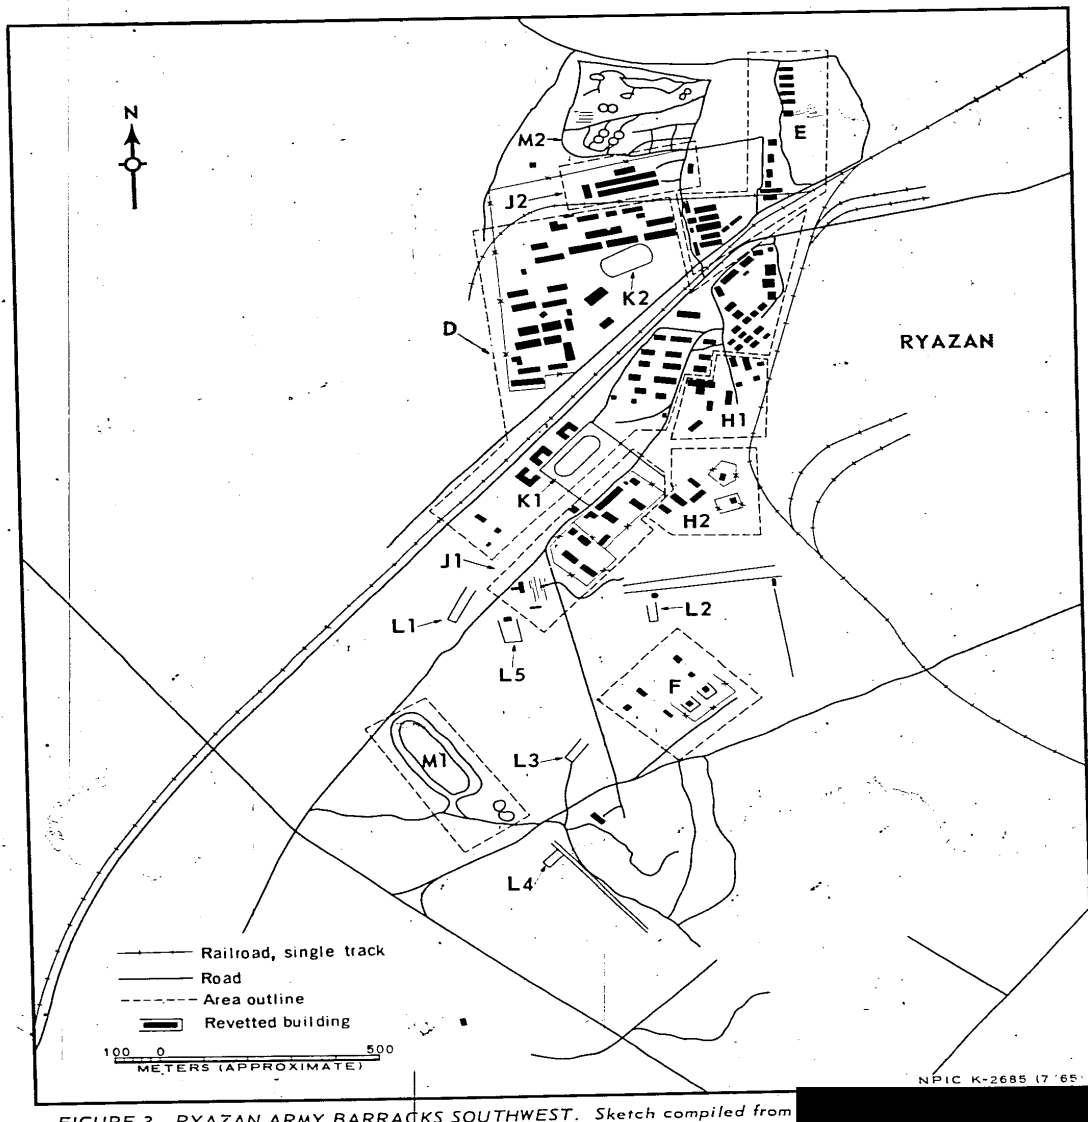 N
M2
E
J2
K2
D
RYAZAN
H1
K1
H2
J1
L1
L2
L5
F
M1
L3
L4
Railroad, single track
Road
Area outline
Revetted building
100 0 500
METERS (APPROXIMATE)
NPIC K-2685 (7/65)
FIGURE 2. RYAZAN ARMY BARRACKS SOUTHWEST. Sketch compiled from